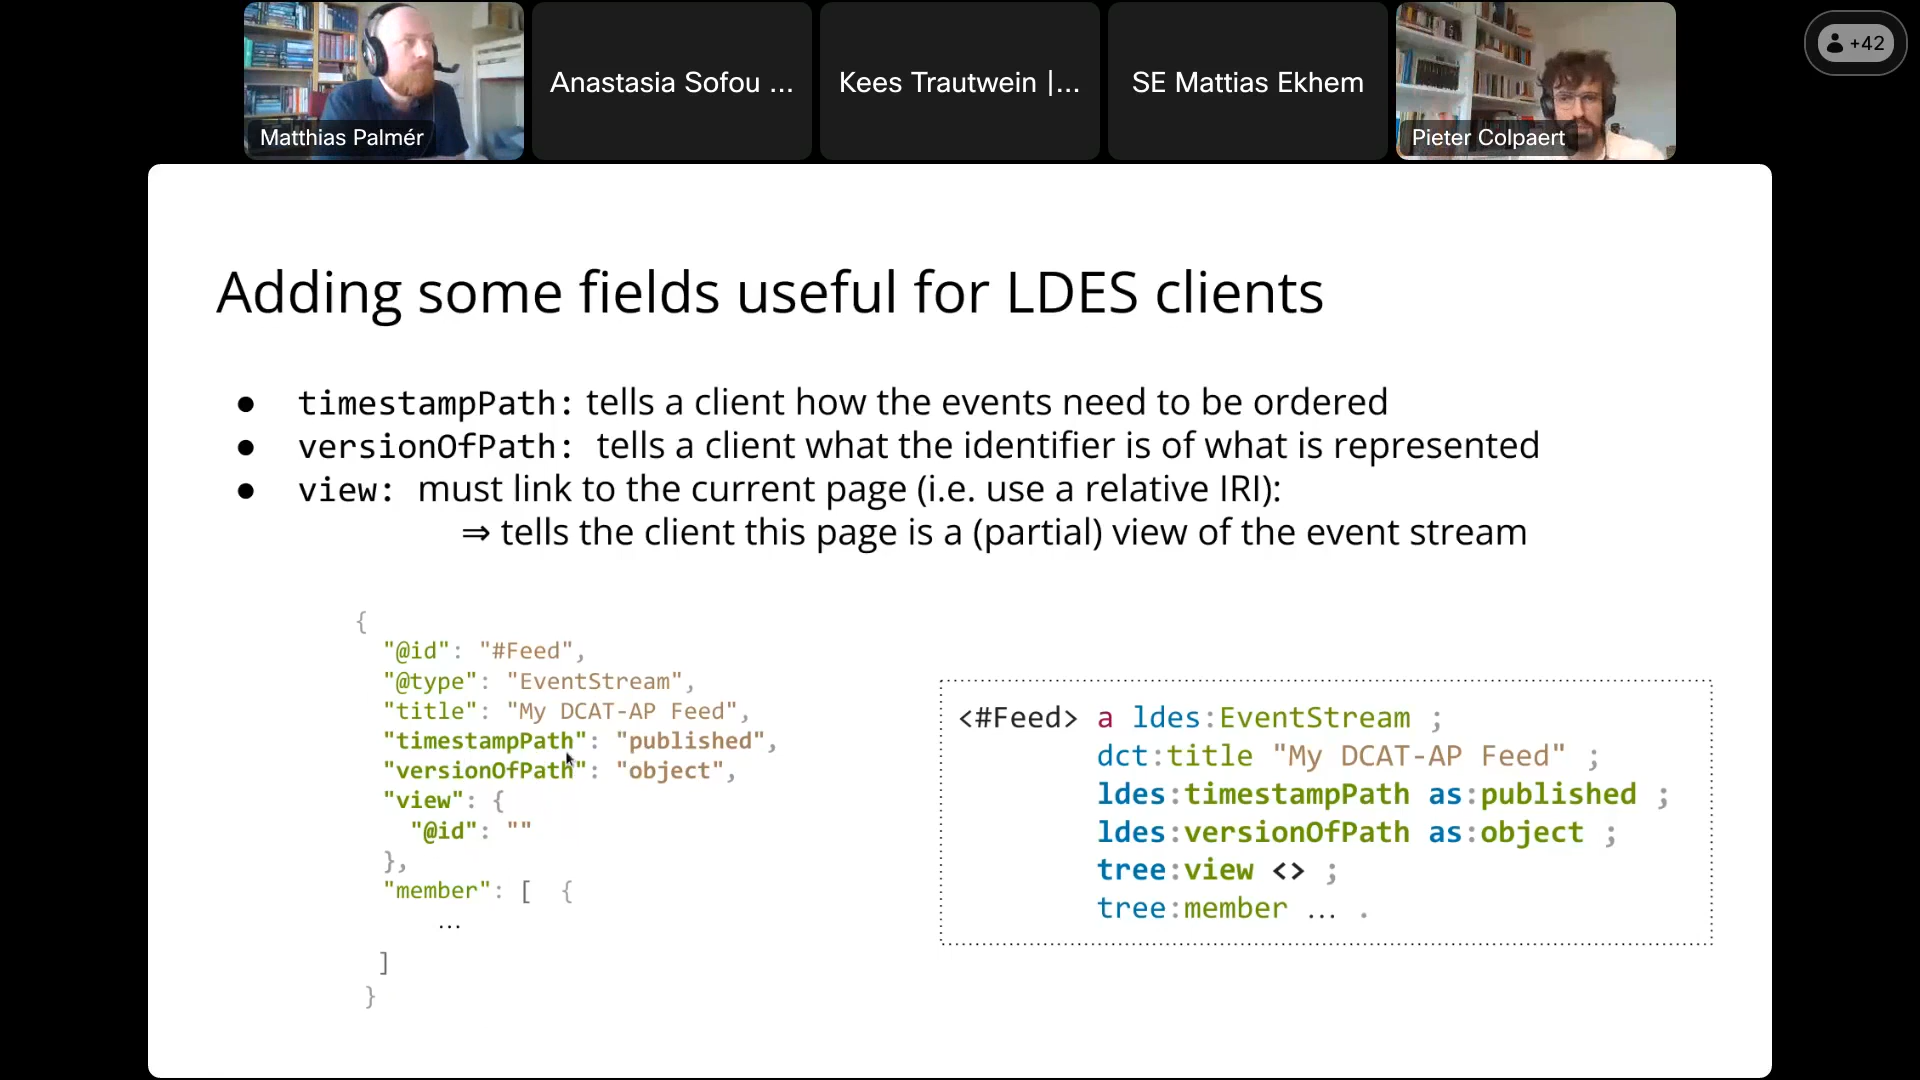 Matthias Palmér
Anastasia Sofou ...
Kees Trautwein |...
SE Mattias Ekhem
Pieter Colpaert
+42
Adding some fields useful for LDES clients
● timestampPath: tells a client how the events need to be ordered
● versionOfPath: tells a client what the identifier is of what is represented
● view: must link to the current page (i.e. use a relative IRI):
⇒ tells the client this page is a (partial) view of the event stream
{
"@id": "#Feed",
"@type": "EventStream",
"title": "My DCAT-AP Feed",
"timestampPath": "published",
"versionOfPath": "object",
"view": {
"@id": ""
},
"member": [ {
...
]
}
<#Feed> a ldes:EventStream ;
dct:title "My DCAT-AP Feed" ;
ldes:timestampPath as:published ;
ldes:versionOfPath as:object ;
tree:view <> ;
tree:member ... .